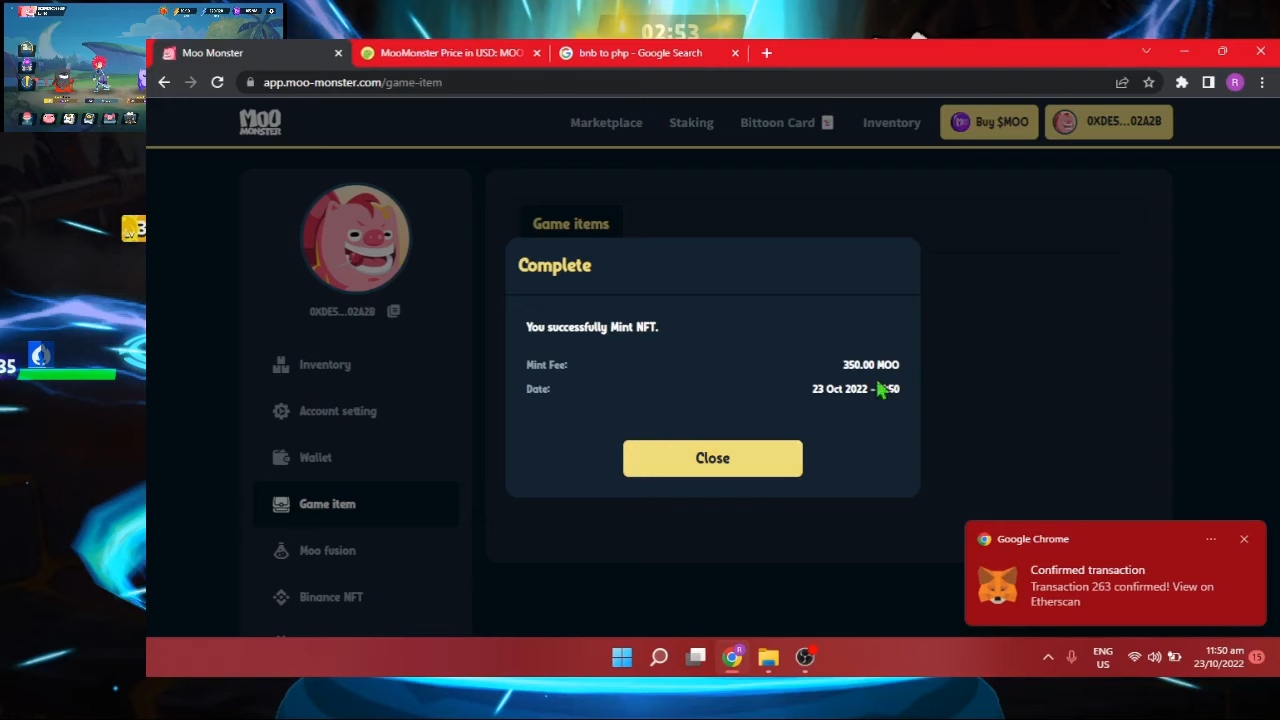 02:53
Moo Monster
MooMonster Price in USD: MOO
bnb to php - Google Search
app.moo-monster.com/game-item
R
MOO
MONSTER
Marketplace
Staking
Bittoon Card
Inventory
Buy $MOO
0XDE5...02A2B
Game items
Complete
You successfully Mint NFT.
Mint Fee:
350.00 MOO
Date:
23 Oct 2022 -
50
Close
0XDE5...02A2B
Inventory
Account setting
Wallet
Game item
Moo fusion
Binance NFT
35
Google Chrome
Confirmed transaction
Transaction 263 confirmed! View on
Etherscan
ENG
US
11:50 am
23/10/2022
15